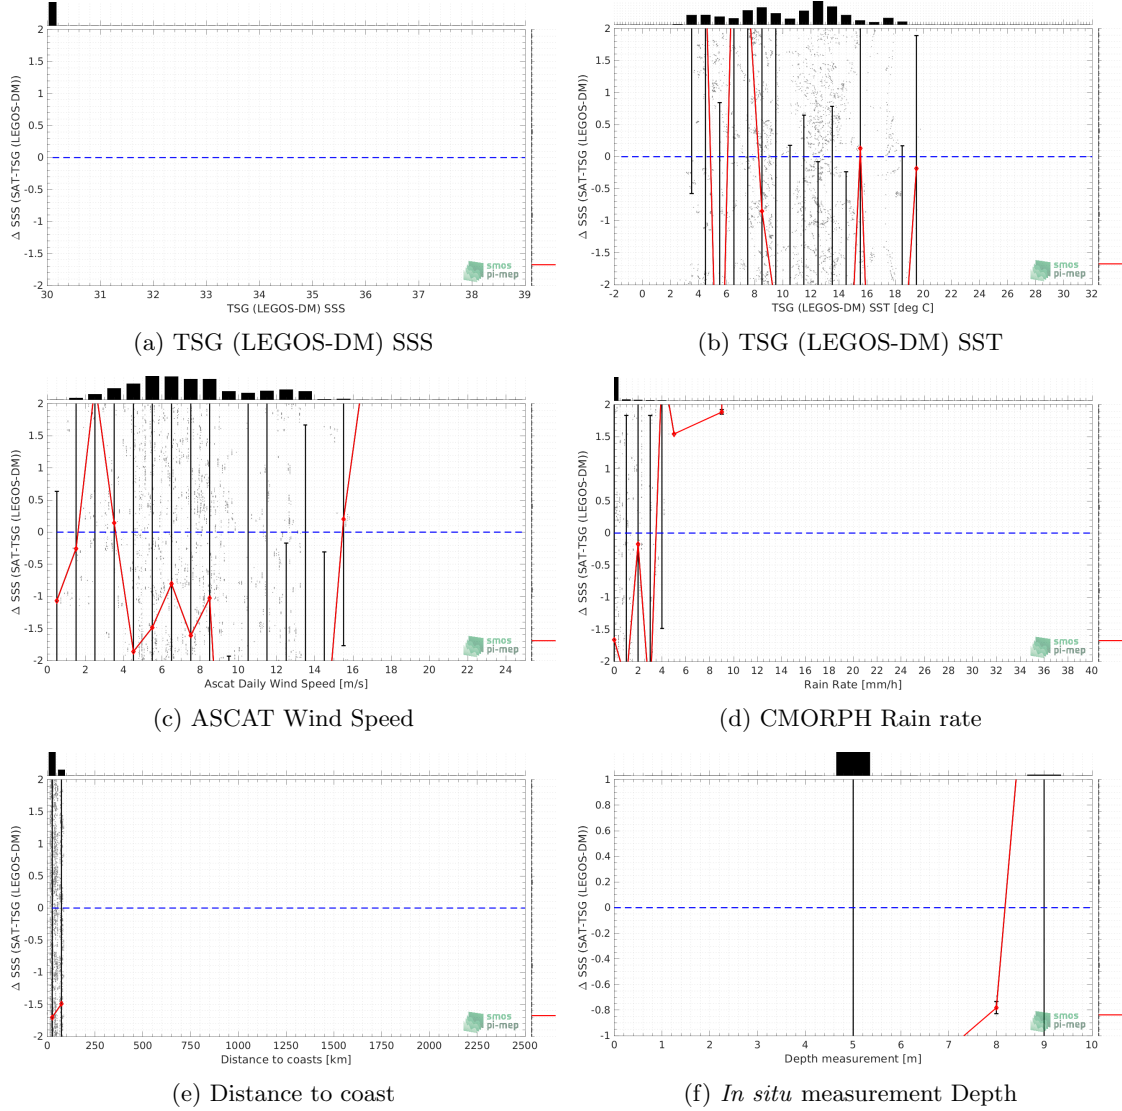 2
1.5
1
0.5
0
-0.5
-1
-1.5
-2
Δ SSS (SAT-TSG (LEGOS-DM))
30 31 32 33 34 35 36 37 38 39
TSG (LEGOS-DM) SSS
smos
pi-mep
(a) TSG (LEGOS-DM) SSS
2
1.5
1
0.5
0
-0.5
-1
-1.5
-2
Δ SSS (SAT-TSG (LEGOS-DM))
-2 0 2 4 6 8 10 12 14 16 18 20 22 24 26 28 30 32
TSG (LEGOS-DM) SST [deg C]
smos
pi-mep
(b) TSG (LEGOS-DM) SST
2
1.5
1
0.5
0
-0.5
-1
-1.5
-2
Δ SSS (SAT-TSG (LEGOS-DM))
0 2 4 6 8 10 12 14 16 18 20 22 24
Ascat Daily Wind Speed [m/s]
smos
pi-mep
(c) ASCAT Wind Speed
2
1.5
1
0.5
0
-0.5
-1
-1.5
-2
Δ SSS (SAT-TSG (LEGOS-DM))
0 2 4 6 8 10 12 14 16 18 20 22 24 26 28 30 32 34 36 38 40
Rain Rate [mm/h]
smos
pi-mep
(d) CMORPH Rain rate
2
1.5
1
0.5
0
-0.5
-1
-1.5
-2
Δ SSS (SAT-TSG (LEGOS-DM))
0 250 500 750 1000 1250 1500 1750 2000 2250 2500
Distance to coasts [km]
smos
pi-mep
(e) Distance to coast
1
0.8
0.6
0.4
0.2
0
-0.2
-0.4
-0.6
-0.8
-1
Δ SSS (SAT-TSG (LEGOS-DM))
0 1 2 3 4 5 6 7 8 9 10
Depth measurement [m]
smos
pi-mep
(f) In situ measurement Depth